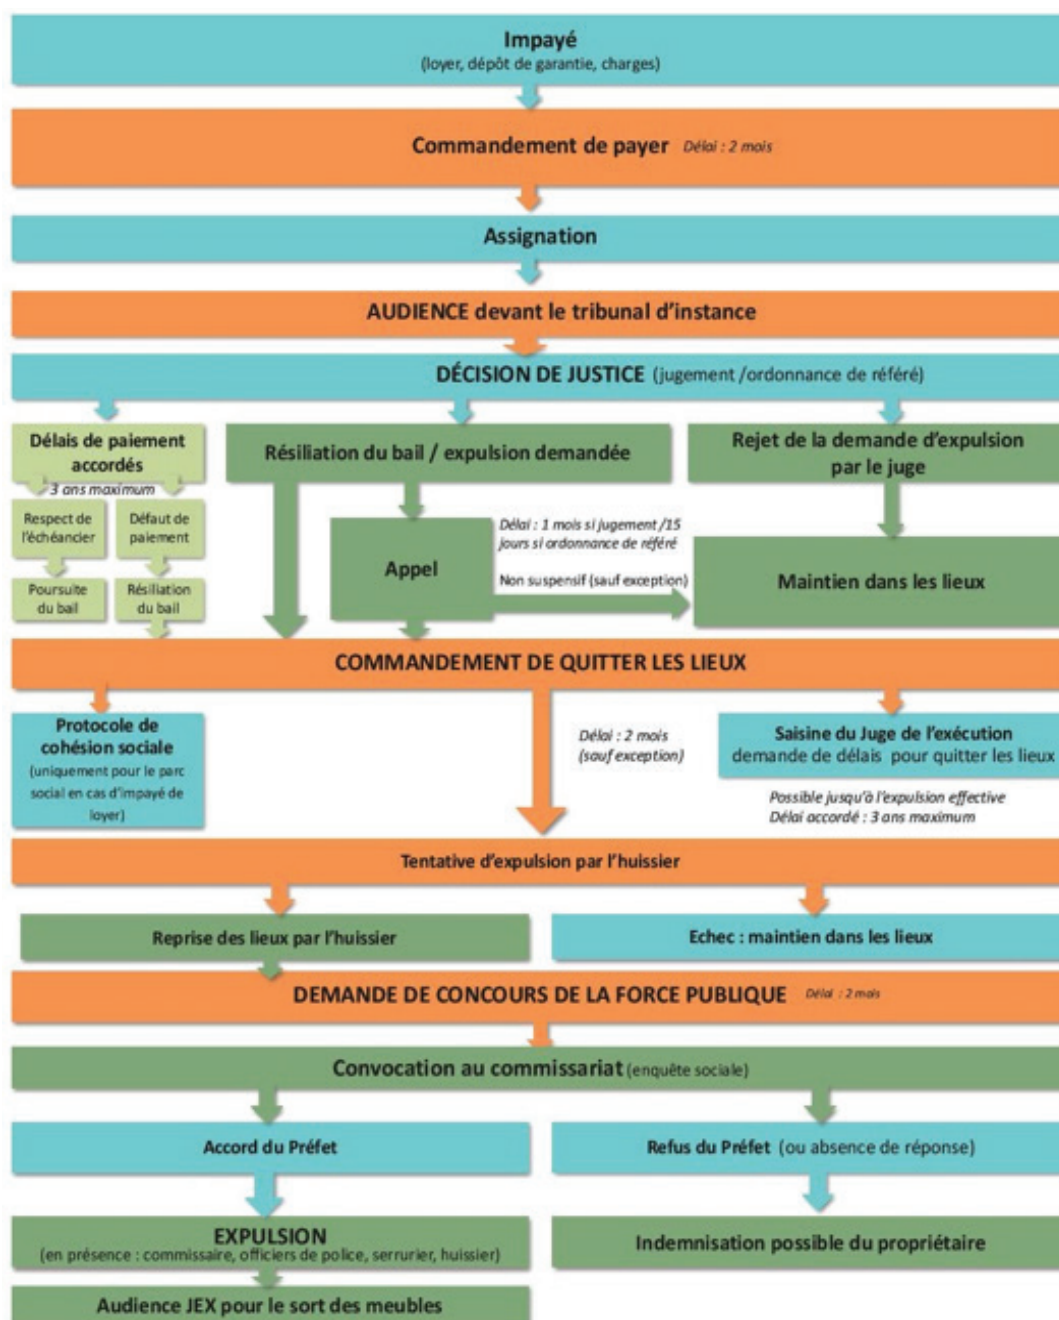 Impayé
(loyer, dépôt de garantie, charges)
Commandement de payer Délai : 2 mois
Assignation
AUDIENCE devant le tribunal d'instance
DÉCISION DE JUSTICE (jugement /ordonnance de référé)
Délais de paiement
accordés
3 ans maximum
Respect de
l'échéancier
Défaut de
paiement
Poursuite
du bail
Résiliation
du bail
Résiliation du bail / expulsion demandée
Appel
Délai : 1 mois si jugement /15
jours si ordonnance de référé
Non suspensif (sauf exception)
Rejet de la demande d'expulsion
par le juge
Maintien dans les lieux
COMMANDEMENT DE QUITTER LES LIEUX
Protocole de
cohésion sociale
(uniquement pour le parc
social en cas d'impayé de
loyer)
Délai : 2 mois
(sauf exception)
Saisine du Juge de l'exécution
demande de délais pour quitter les lieux
Possible jusqu'à l'expulsion effective
Délai accordé : 3 ans maximum
Tentative d'expulsion par l'huissier
Reprise des lieux par l'huissier
Echec : maintien dans les lieux
DEMANDE DE CONCOURS DE LA FORCE PUBLIQUE Délai : 2 mois
Convocation au commissariat (enquête sociale)
Accord du Préfet
Refus du Préfet (ou absence de réponse)
EXPULSION
(en présence : commissaire, officiers de police, serrurier, huissier)
Indemnisation possible du propriétaire
Audience JEX pour le sort des meubles